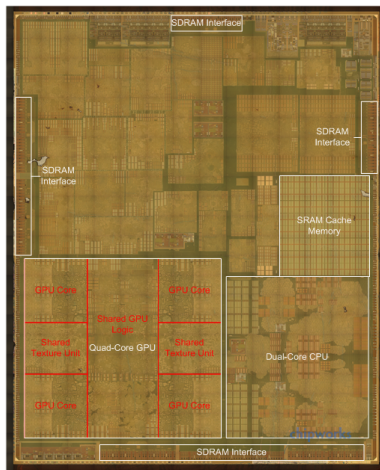 SDRAM Interface
SDRAM
Interface
SDRAM
Interface
SRAM Cache
Memory
GPU Core
GPU Core
Shared GPU
Logic
Shared
Texture Unit
Quad-Core GPU
Shared
Texture Unit
Dual-Core CPU
GPU Core
GPU Core
chipworks
SDRAM Interface